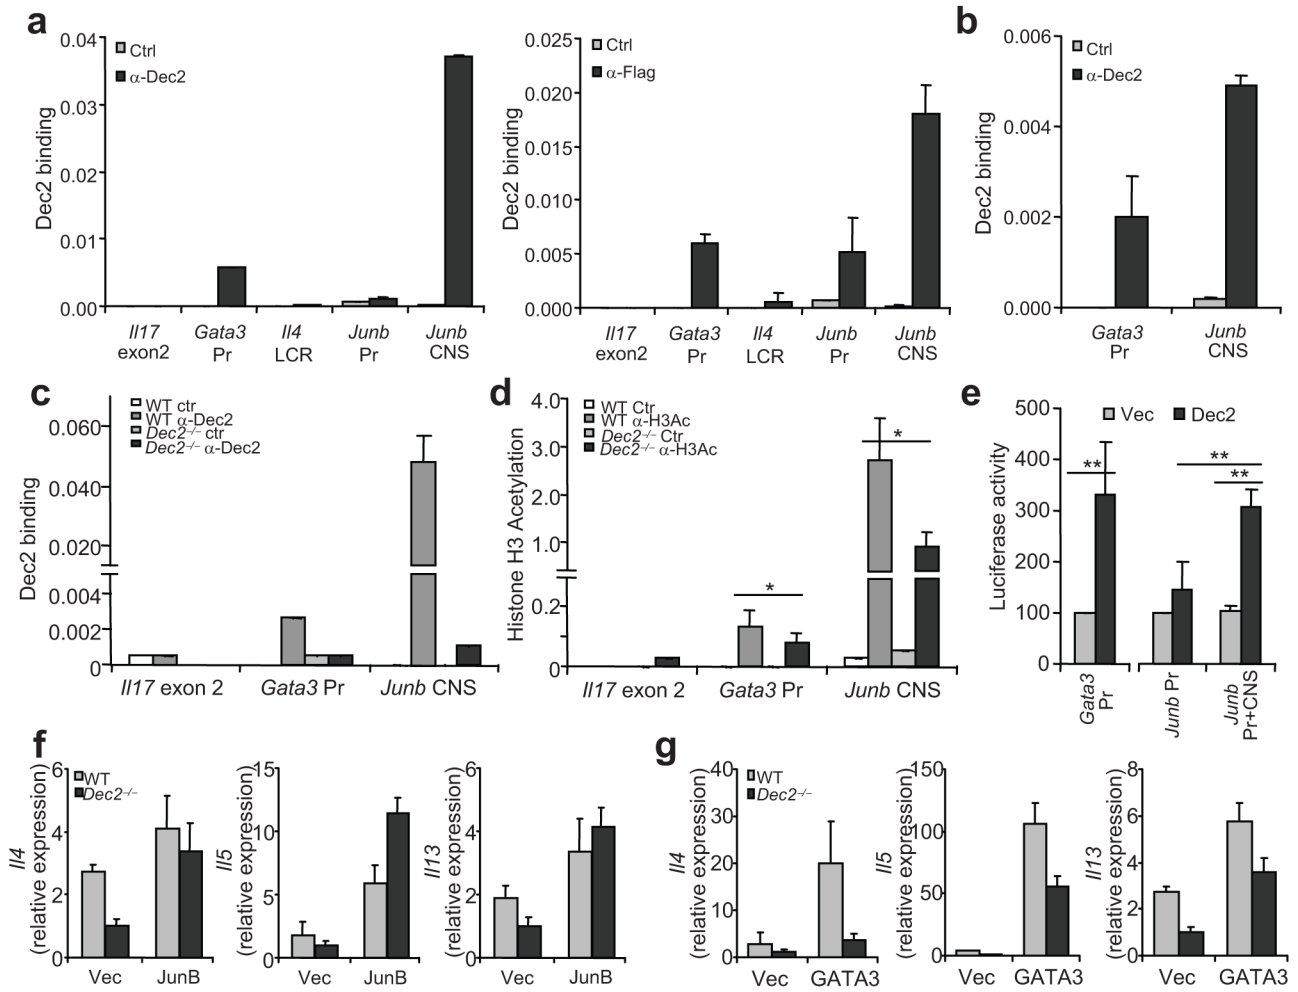 a
0.04
0.03
0.02
0.01
0.00
Dec2 binding
Ctrl
α-Dec2
Il17 exon2
Gata3 Pr
Il4 LCR
Junb Pr
Junb CNS
0.025
0.020
0.015
0.010
0.005
0.000
Dec2 binding
Ctrl
α-Flag
Il17 exon2
Gata3 Pr
Il4 LCR
Junb Pr
Junb CNS
b
0.006
0.004
0.002
0.000
Dec2 binding
Ctrl
α-Dec2
Gata3 Pr
Junb CNS
c
0.060
0.040
0.020
0.004
0.002
0
Dec2 binding
WT ctr
WT α-Dec2
Dec2–/– ctr
Dec2–/– α-Dec2
Il17 exon 2
Gata3 Pr
Junb CNS
d
4.0
3.0
2.0
1.0
0.2
0
Histone H3 Acetylation
WT Ctr
WT α-H3Ac
Dec2–/– Ctr
Dec2–/– α-H3Ac
*
*
Il17 exon 2
Gata3 Pr
Junb CNS
e
500
400
300
200
100
0
Luciferase activity
Vec
Dec2
**
**
**
Gata3 Pr
Junb Pr
Junb Pr+CNS
f
6
4
2
0
Il4 (relative expression)
WT
Dec2–/–
Vec
JunB
15
10
5
0
Il5 (relative expression)
Vec
JunB
6
4
2
0
Il13 (relative expression)
Vec
JunB
g
40
30
20
10
0
Il4 (relative expression)
WT
Dec2–/–
Vec
GATA3
150
100
50
0
Il5 (relative expression)
Vec
GATA3
8
6
4
2
0
Il13 (relative expression)
Vec
GATA3